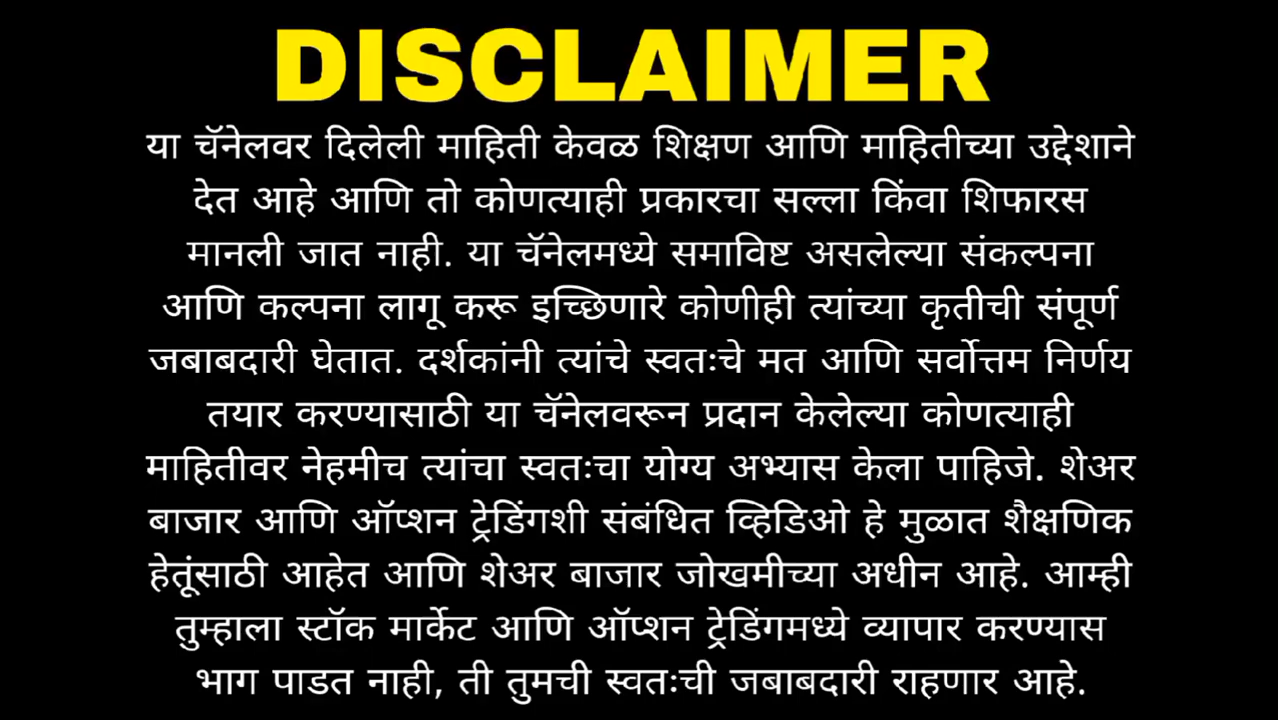 DISCLAIMER
या चॅनेलवर दिलेली माहिती केवळ शिक्षण आणि माहितीच्या उद्देशाने
देत आहे आणि तो कोणत्याही प्रकारचा सल्ला किंवा शिफारस
मानली जात नाही. या चॅनेलमध्ये समाविष्ट असलेल्या संकल्पना
आणि कल्पना लागू करू इच्छिणारे कोणीही त्यांच्या कृतीची संपूर्ण
जबाबदारी घेतात. दर्शकांनी त्यांचे स्वतःचे मत आणि सर्वोत्तम निर्णय
तयार करण्यासाठी या चॅनेलवरून प्रदान केलेल्या कोणत्याही
माहितीवर नेहमीच त्यांचा स्वतःचा योग्य अभ्यास केला पाहिजे. शेअर
बाजार आणि ऑप्शन ट्रेडिंगशी संबंधित व्हिडिओ हे मुळात शैक्षणिक
हेतूंसाठी आहेत आणि शेअर बाजार जोखमीच्या अधीन आहे. आम्ही
तुम्हाला स्टॉक मार्केट आणि ऑप्शन ट्रेडिंगमध्ये व्यापार करण्यास
भाग पाडत नाही, ती तुमची स्वतःची जबाबदारी राहणार आहे.